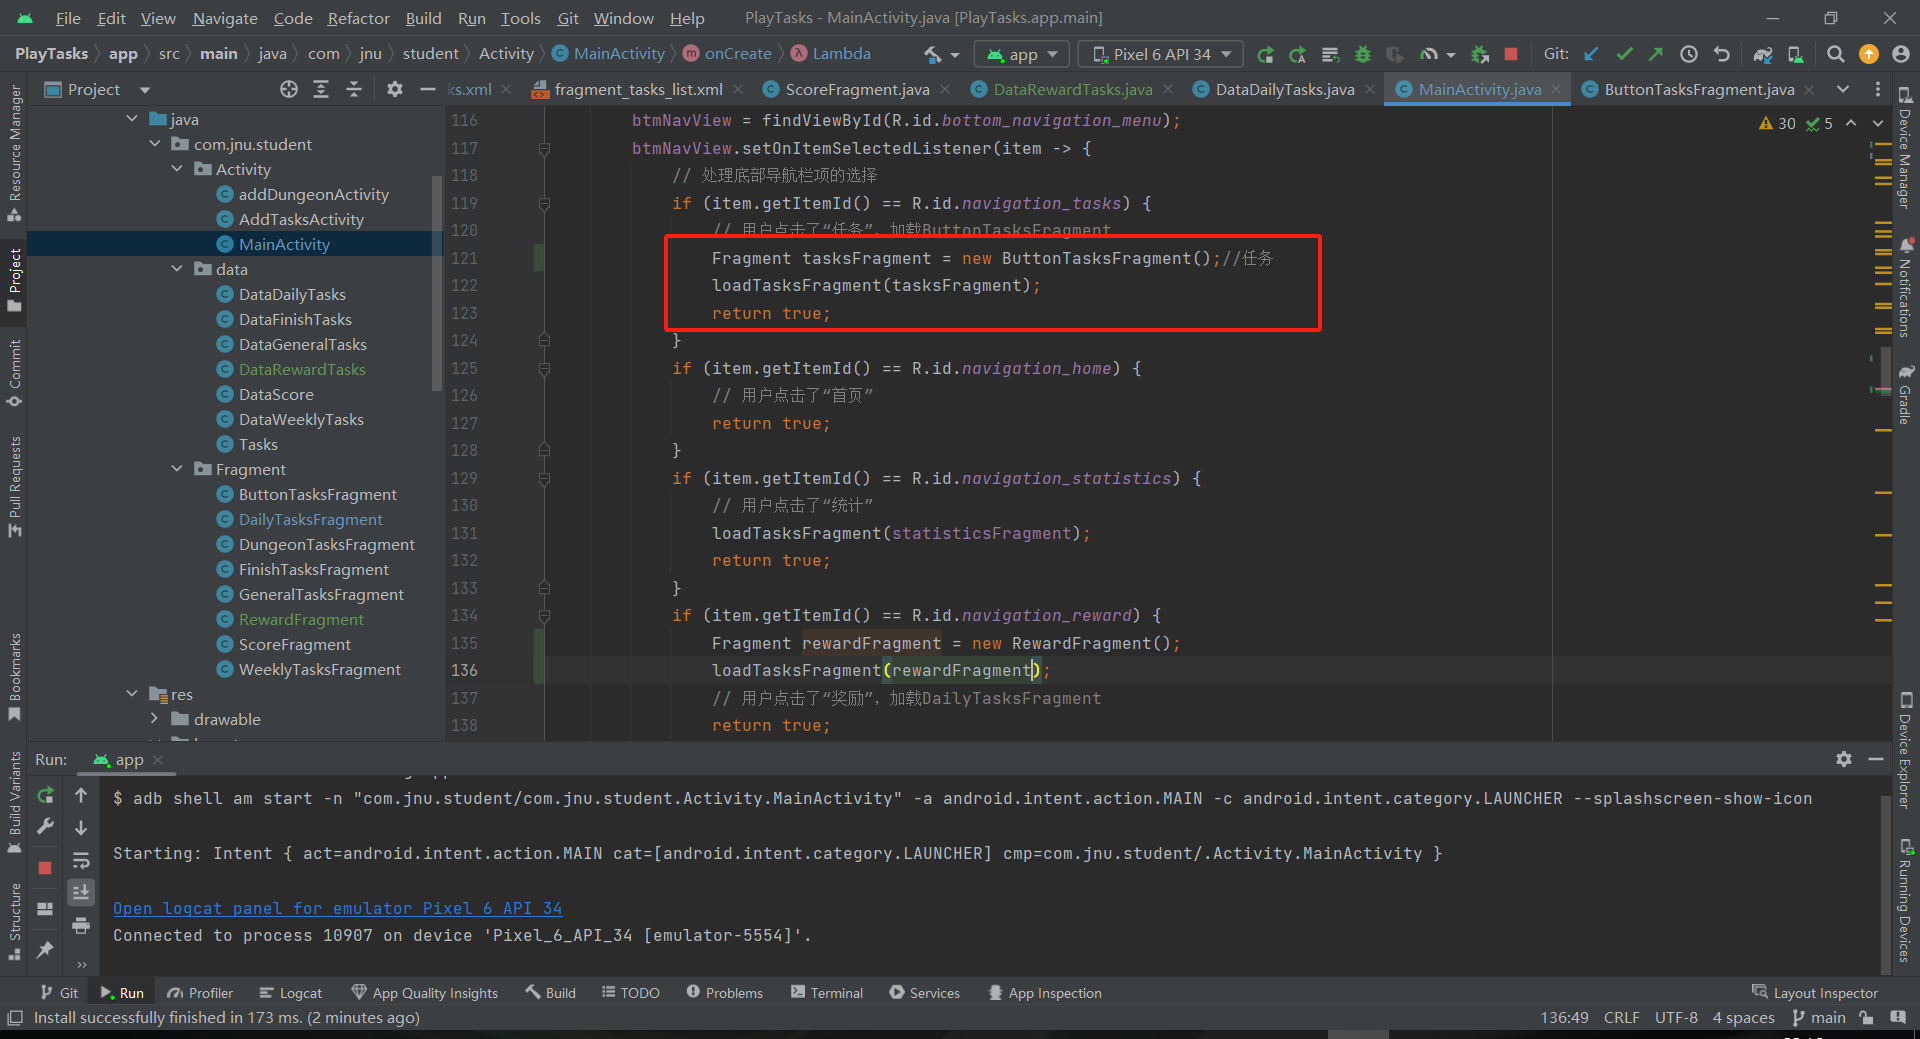 File Edit View Navigate Code Refactor Build Run Tools Git Window Help PlayTasks - MainActivity.java [PlayTasks.app.main]
PlayTasks app src main java com jnu student Activity MainActivity onCreate Lambda app Pixel 6 API 34 Git:
Project
ks.xml fragment_tasks_list.xml ScoreFragment.java DataRewardTasks.java DataDailyTasks.java MainActivity.java ButtonTasksFragment.java
Resource Manager
Project
Commit
Pull Requests
Bookmarks
Build Variants
Structure
java
com.jnu.student
Activity
addDungeonActivity
AddTasksActivity
MainActivity
data
DataDailyTasks
DataFinishTasks
DataGeneralTasks
DataRewardTasks
DataScore
DataWeeklyTasks
Tasks
Fragment
ButtonTasksFragment
DailyTasksFragment
DungeonTasksFragment
FinishTasksFragment
GeneralTasksFragment
RewardFragment
ScoreFragment
WeeklyTasksFragment
res
drawable
30 5
116 btmNavView = findViewById(R.id.bottom_navigation_menu);
117 btmNavView.setOnItemSelectedListener(item -> {
118 // 处理底部导航栏项的选择
119 if (item.getItemId() == R.id.navigation_tasks) {
120 // 用户点击了“任务”，加载ButtonTasksFragment
121 Fragment tasksFragment = new ButtonTasksFragment();//任务
122 loadTasksFragment(tasksFragment);
123 return true;
124 }
125 if (item.getItemId() == R.id.navigation_home) {
126 // 用户点击了“首页”
127 return true;
128 }
129 if (item.getItemId() == R.id.navigation_statistics) {
130 // 用户点击了“统计”
131 loadTasksFragment(statisticsFragment);
132 return true;
133 }
134 if (item.getItemId() == R.id.navigation_reward) {
135 Fragment rewardFragment = new RewardFragment();
136 loadTasksFragment(rewardFragment);
137 // 用户点击了“奖励”，加载DailyTasksFragment
138 return true;
Device Manager
Notifications
Gradle
Device Explorer
Running Devices
Run: app
$ adb shell am start -n "com.jnu.student/com.jnu.student.Activity.MainActivity" -a android.intent.action.MAIN -c android.intent.category.LAUNCHER --splashscreen-show-icon
Starting: Intent { act=android.intent.action.MAIN cat=[android.intent.category.LAUNCHER] cmp=com.jnu.student/.Activity.MainActivity }
Open logcat panel for emulator Pixel 6 API 34
Connected to process 10907 on device 'Pixel_6_API_34 [emulator-5554]'.
Git Run Profiler Logcat App Quality Insights Build TODO Problems Terminal Services App Inspection Layout Inspector
Install successfully finished in 173 ms. (2 minutes ago) 136:49 CRLF UTF-8 4 spaces main